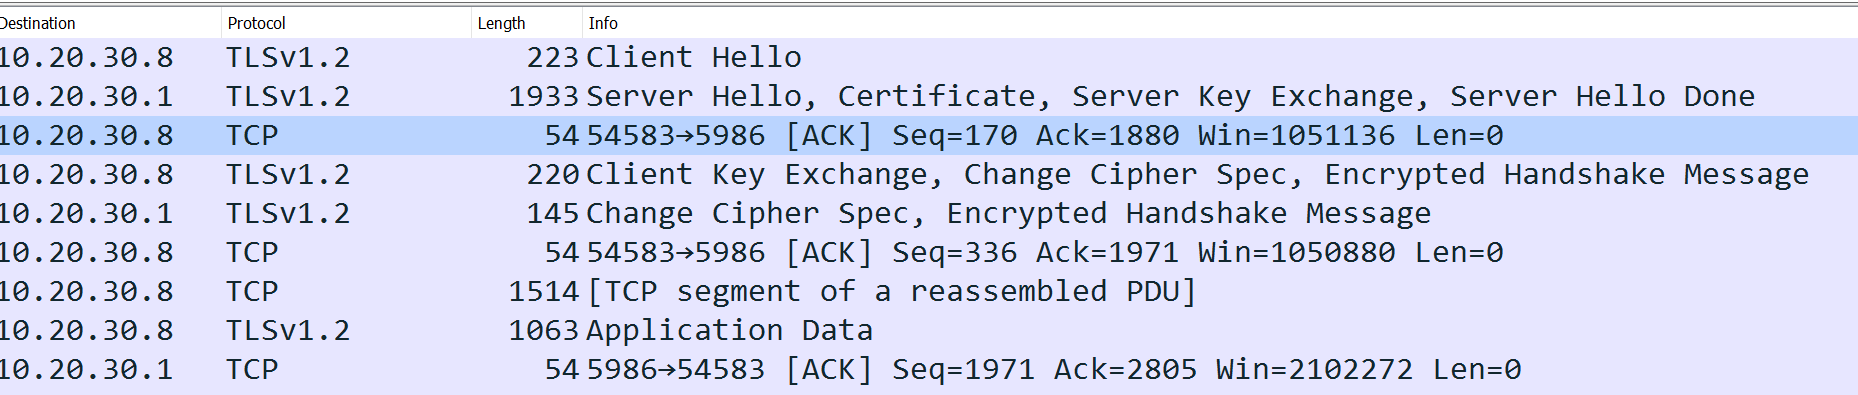 Destination Protocol Length Info
10.20.30.8 TLSv1.2 223 Client Hello
10.20.30.1 TLSv1.2 1933 Server Hello, Certificate, Server Key Exchange, Server Hello Done
10.20.30.8 TCP 54 54583→5986 [ACK] Seq=170 Ack=1880 Win=1051136 Len=0
10.20.30.8 TLSv1.2 220 Client Key Exchange, Change Cipher Spec, Encrypted Handshake Message
10.20.30.1 TLSv1.2 145 Change Cipher Spec, Encrypted Handshake Message
10.20.30.8 TCP 54 54583→5986 [ACK] Seq=336 Ack=1971 Win=1050880 Len=0
10.20.30.8 TCP 1514 [TCP segment of a reassembled PDU]
10.20.30.8 TLSv1.2 1063 Application Data
10.20.30.1 TCP 54 5986→54583 [ACK] Seq=1971 Ack=2805 Win=2102272 Len=0